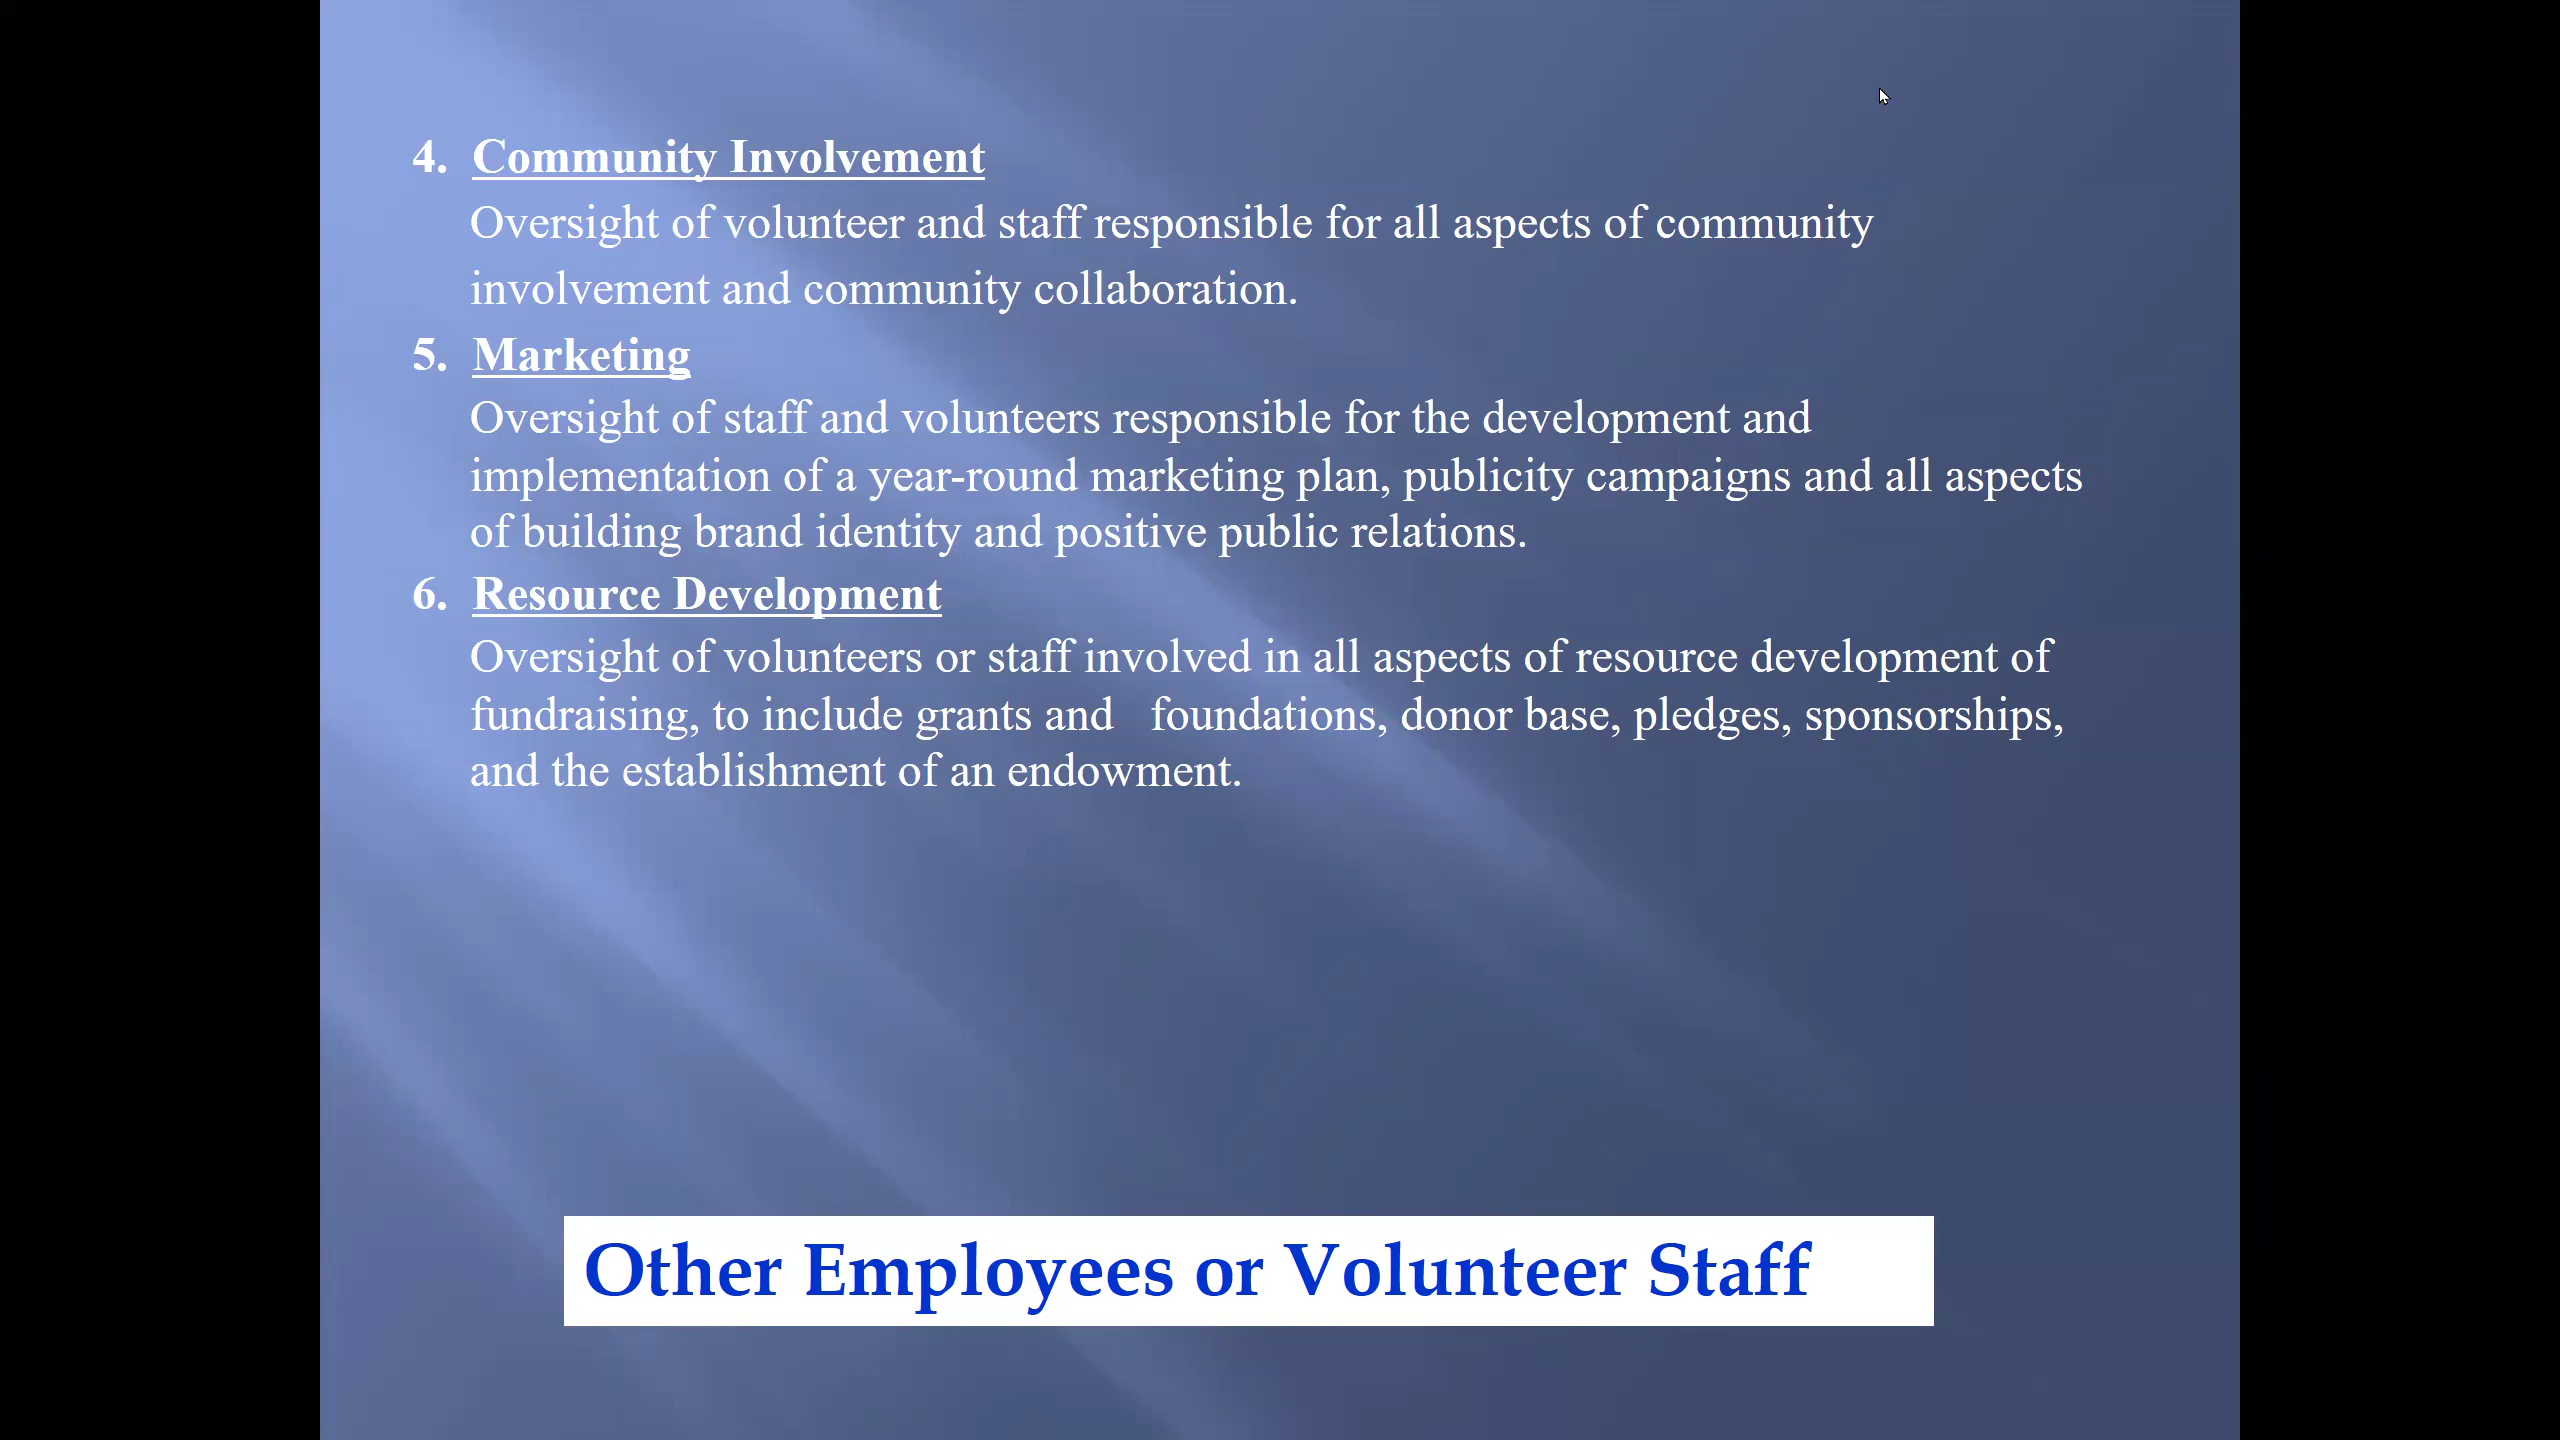 4. Community Involvement
Oversight of volunteer and staff responsible for all aspects of community
involvement and community collaboration.
5. Marketing
Oversight of staff and volunteers responsible for the development and
implementation of a year-round marketing plan, publicity campaigns and all aspects
of building brand identity and positive public relations.
6. Resource Development
Oversight of volunteers or staff involved in all aspects of resource development of
fundraising, to include grants and   foundations, donor base, pledges, sponsorships,
and the establishment of an endowment.
Other Employees or Volunteer Staff